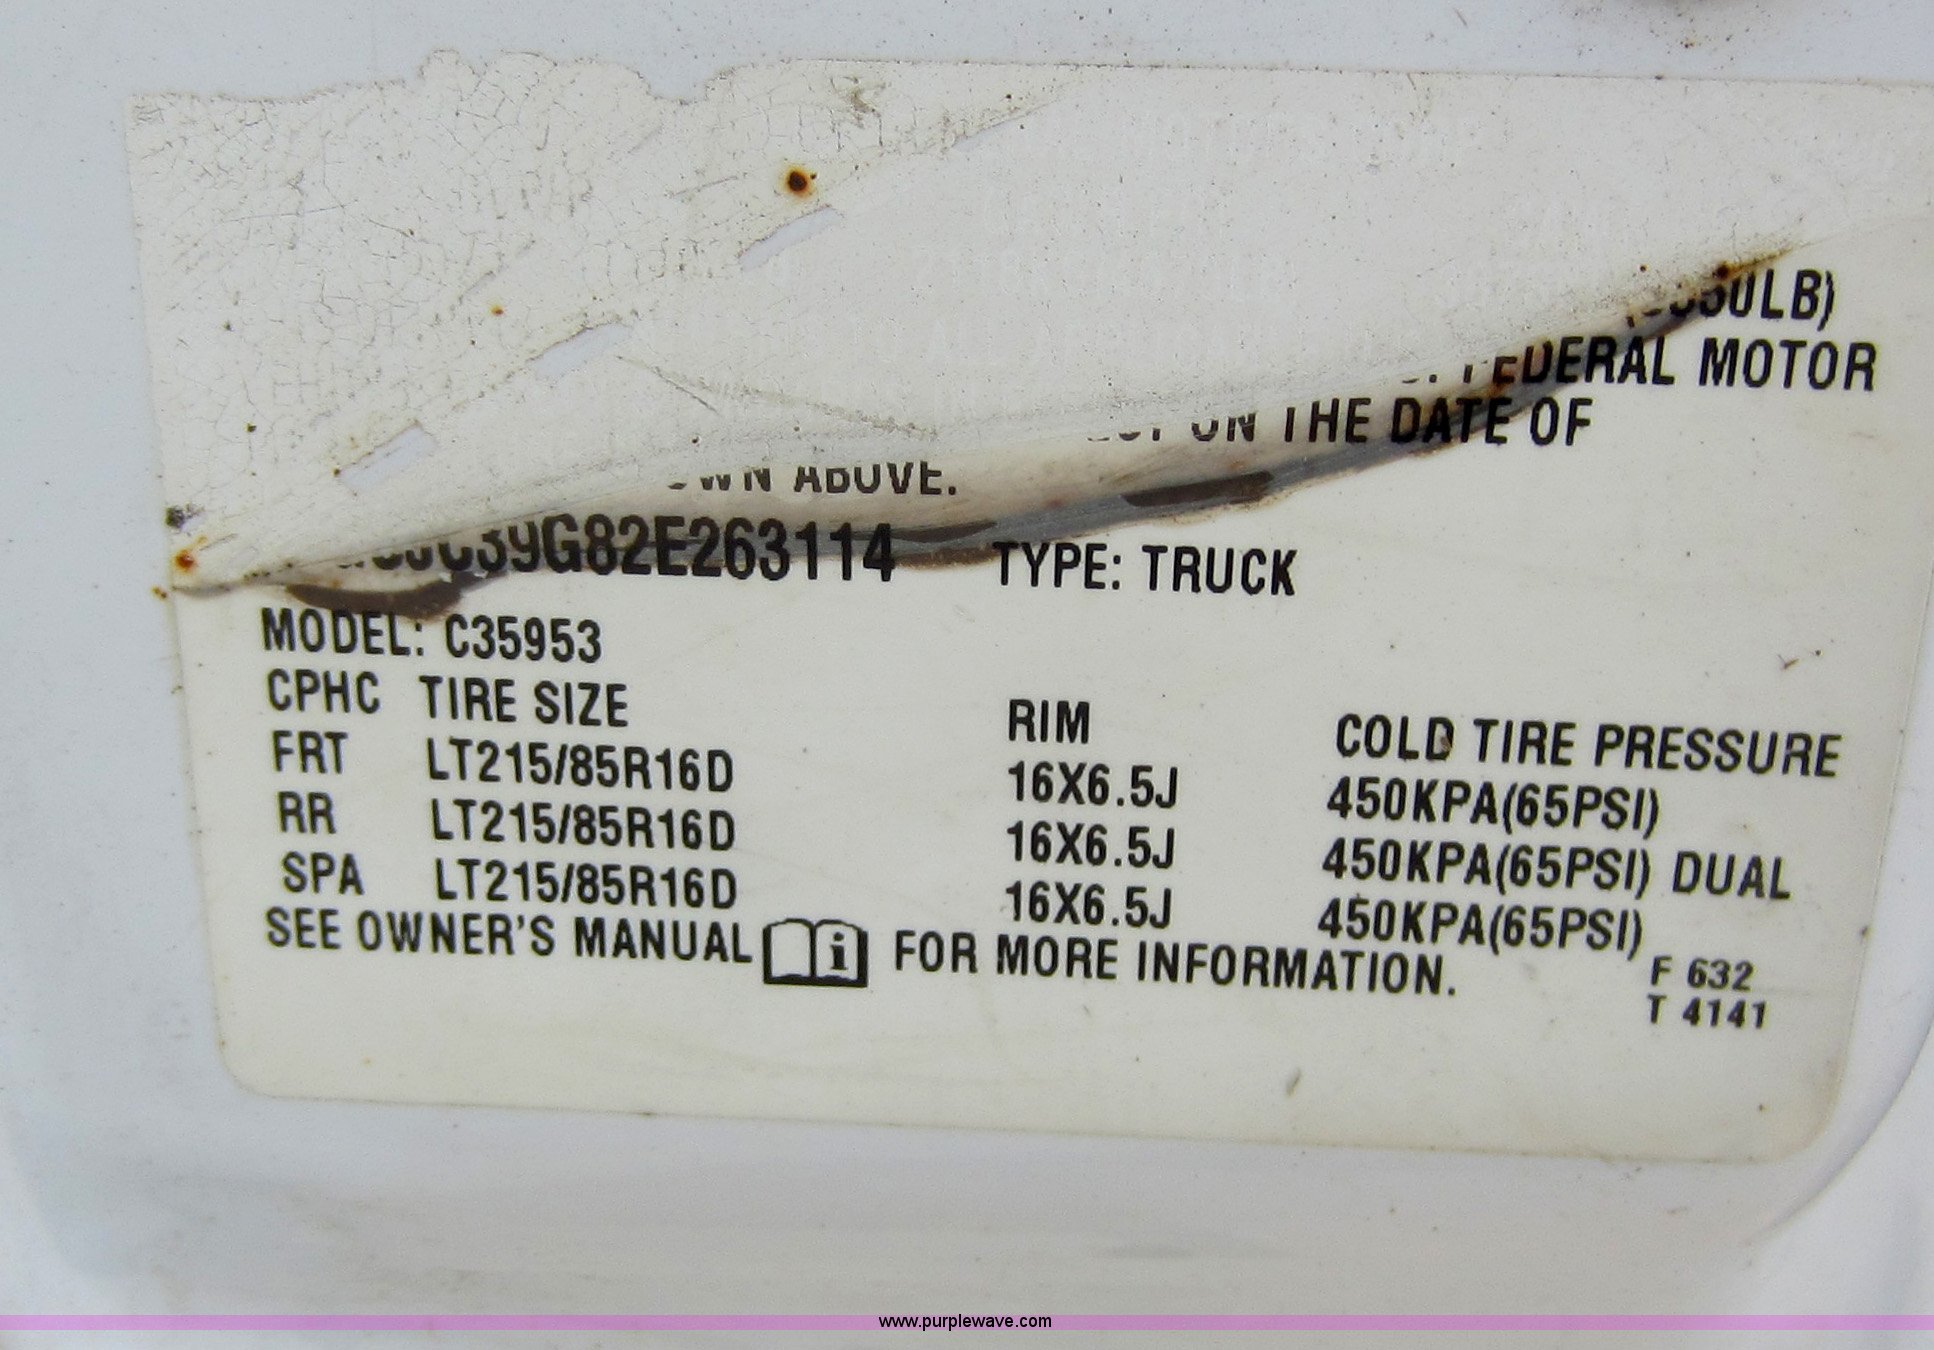 50LB)
FEDERAL MOTOR
ON THE DATE OF
ABOVE.
C39G82E263114 TYPE: TRUCK
MODEL: C35953
CPHC TIRE SIZE RIM COLD TIRE PRESSURE
FRT LT215/85R16D 16X6.5J 450KPA(65PSI)
RR LT215/85R16D 16X6.5J 450KPA(65PSI) DUAL
SPA LT215/85R16D 16X6.5J 450KPA(65PSI)
SEE OWNER'S MANUAL i FOR MORE INFORMATION.
F 632
T 4141
www.purplewave.com